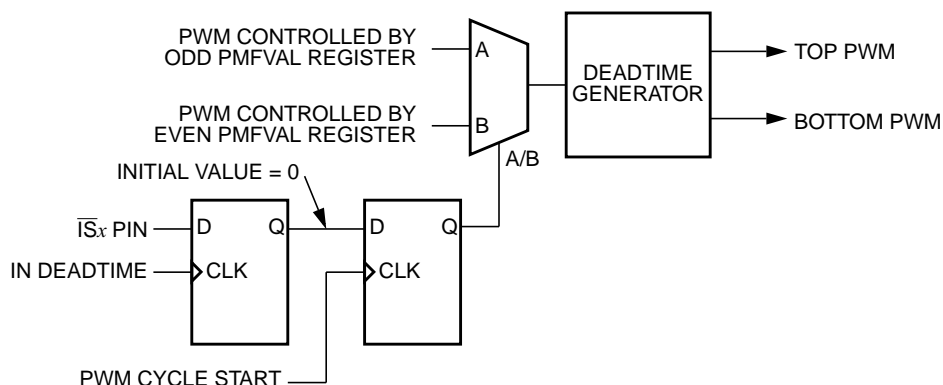 PWM CONTROLLED BY
ODD PMFVAL REGISTER
A
DEADTIME
GENERATOR
TOP PWM
PWM CONTROLLED BY
EVEN PMFVAL REGISTER
B
BOTTOM PWM
A/B
INITIAL VALUE = 0
I̅S̅x PIN
D
Q
D
Q
IN DEADTIME
CLK
CLK
PWM CYCLE START